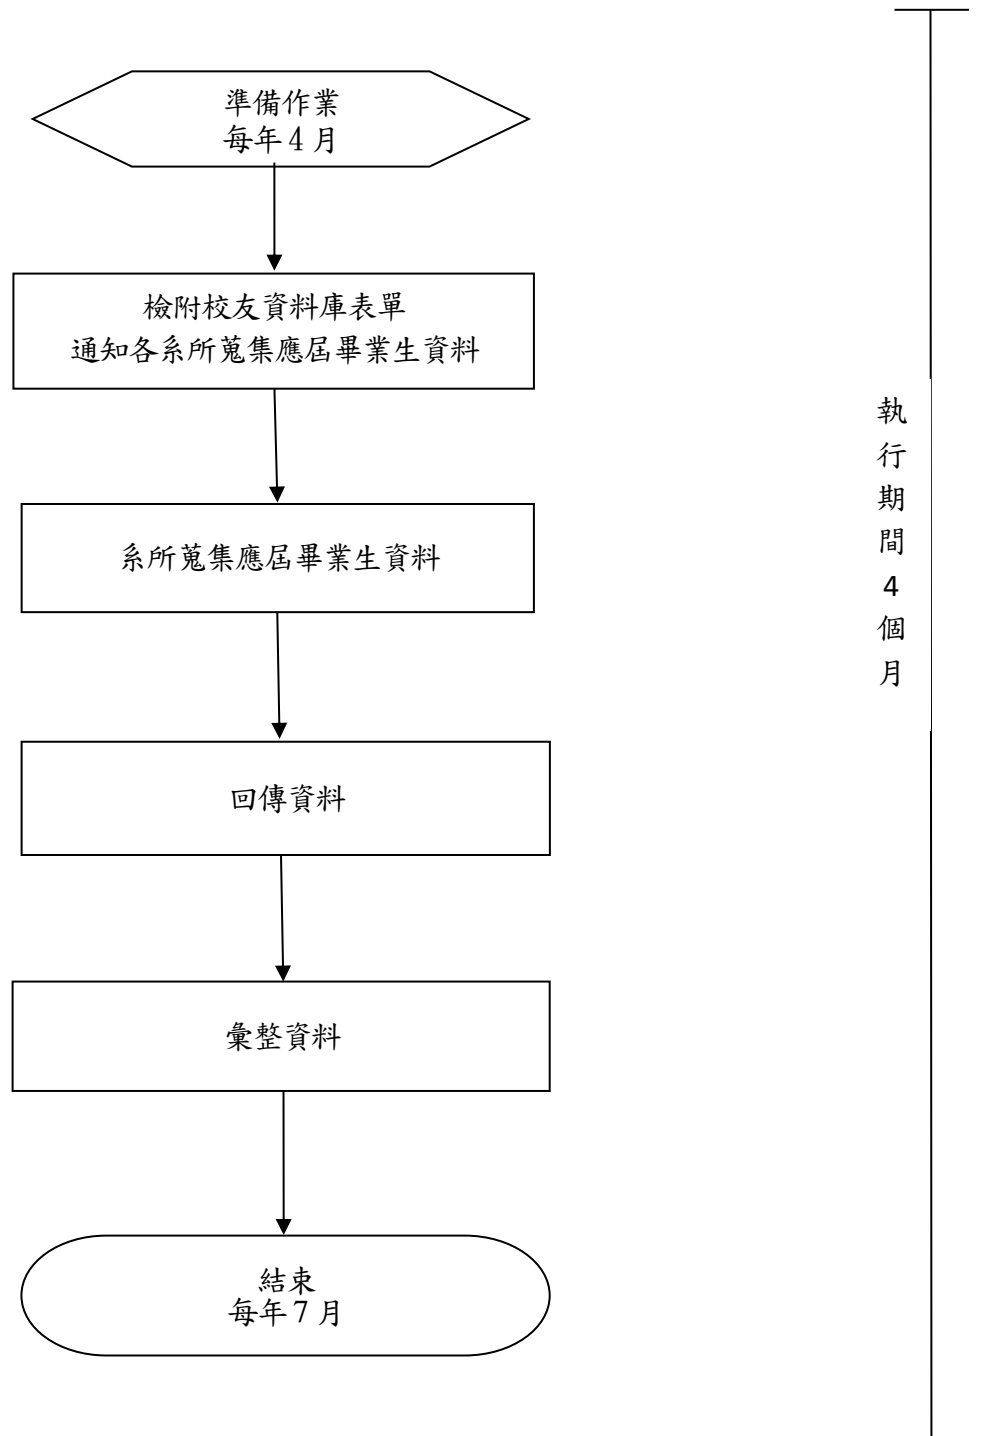 準備作業
每年4月
檢附校友資料庫表單
通知各系所蒐集應屆畢業生資料
系所蒐集應屆畢業生資料
回傳資料
彙整資料
結束
每年7月
執行期間4個月